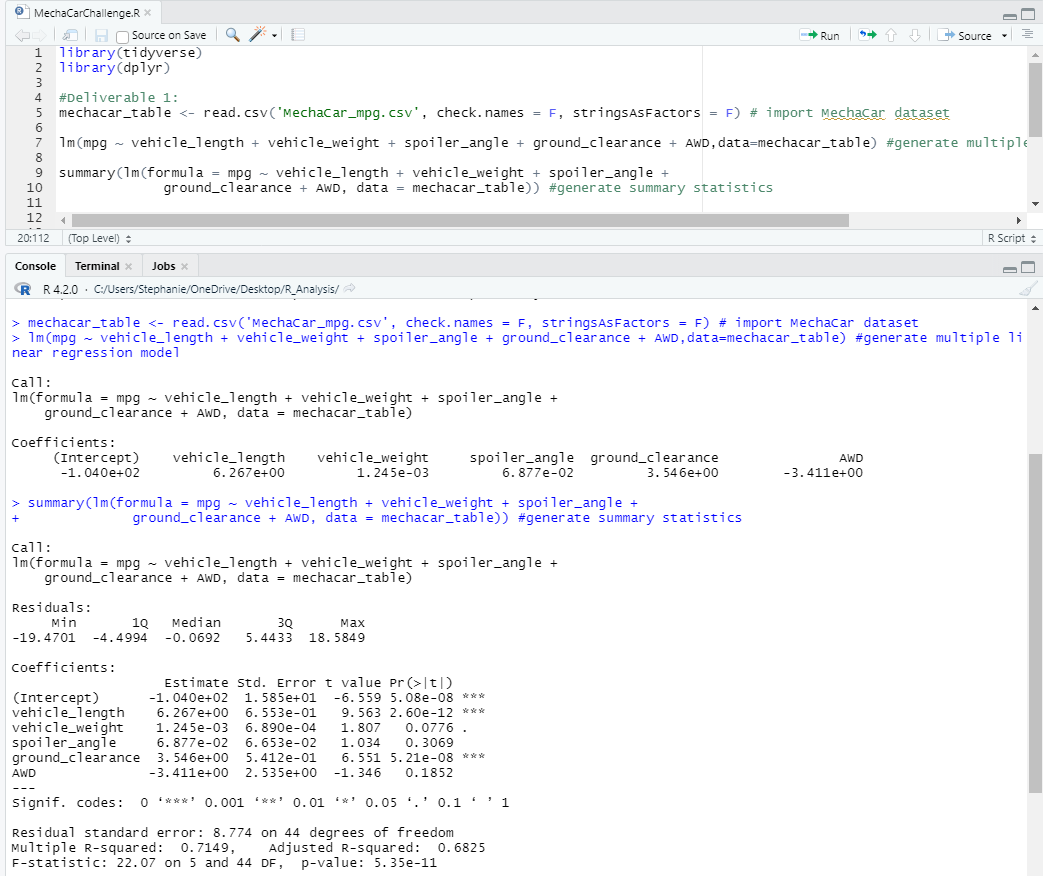 MechaCarChallenge.R
Source on Save
Run
Source
1 library(tidyverse)
2 library(dplyr)
3
4 #Deliverable 1:
5 mechacar_table <- read.csv('MechaCar_mpg.csv', check.names = F, stringsAsFactors = F) # import MechaCar dataset
6
7 lm(mpg ~ vehicle_length + vehicle_weight + spoiler_angle + ground_clearance + AWD,data=mechacar_table) #generate multiple
8
9 summary(lm(formula = mpg ~ vehicle_length + vehicle_weight + spoiler_angle +
10 ground_clearance + AWD, data = mechacar_table)) #generate summary statistics
11
12
20:112 (Top Level) R Script
Console Terminal Jobs
R 4.2.0 · C:/Users/Stephanie/OneDrive/Desktop/R_Analysis/
> mechacar_table <- read.csv('MechaCar_mpg.csv', check.names = F, stringsAsFactors = F) # import MechaCar dataset
> lm(mpg ~ vehicle_length + vehicle_weight + spoiler_angle + ground_clearance + AWD,data=mechacar_table) #generate multiple li
near regression model
Call:
lm(formula = mpg ~ vehicle_length + vehicle_weight + spoiler_angle +
ground_clearance + AWD, data = mechacar_table)
Coefficients:
(Intercept) vehicle_length vehicle_weight spoiler_angle ground_clearance AWD
-1.040e+02 6.267e+00 1.245e-03 6.877e-02 3.546e+00 -3.411e+00
> summary(lm(formula = mpg ~ vehicle_length + vehicle_weight + spoiler_angle +
+ ground_clearance + AWD, data = mechacar_table)) #generate summary statistics
Call:
lm(formula = mpg ~ vehicle_length + vehicle_weight + spoiler_angle +
ground_clearance + AWD, data = mechacar_table)
Residuals:
Min 1Q Median 3Q Max
-19.4701 -4.4994 -0.0692 5.4433 18.5849
Coefficients:
Estimate Std. Error t value Pr(>|t|)
(Intercept) -1.040e+02 1.585e+01 -6.559 5.08e-08 ***
vehicle_length 6.267e+00 6.553e-01 9.563 2.60e-12 ***
vehicle_weight 1.245e-03 6.890e-04 1.807 0.0776 .
spoiler_angle 6.877e-02 6.653e-02 1.034 0.3069
ground_clearance 3.546e+00 5.412e-01 6.551 5.21e-08 ***
AWD -3.411e+00 2.535e+00 -1.346 0.1852
---
Signif. codes: 0 ‘***’ 0.001 ‘**’ 0.01 ‘*’ 0.05 ‘.’ 0.1 ‘ ’ 1
Residual standard error: 8.774 on 44 degrees of freedom
Multiple R-squared: 0.7149, Adjusted R-squared: 0.6825
F-statistic: 22.07 on 5 and 44 DF, p-value: 5.35e-11